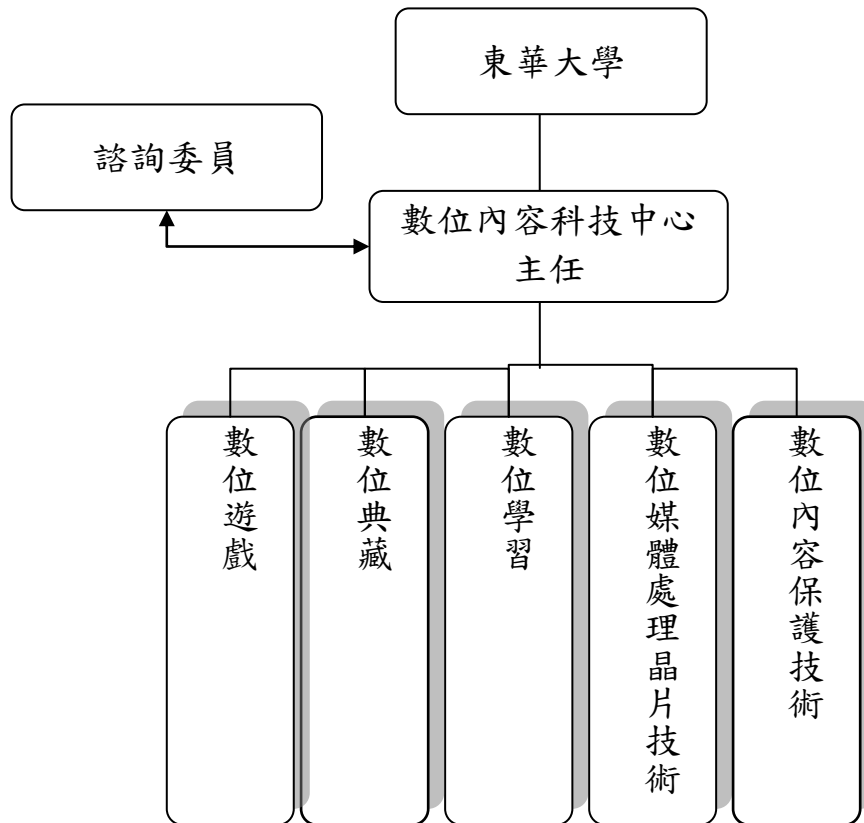 東華大學
諮詢委員
數位內容科技中心
主任
數位遊戲
數位典藏
數位學習
數位媒體處理晶片技術
數位內容保護技術